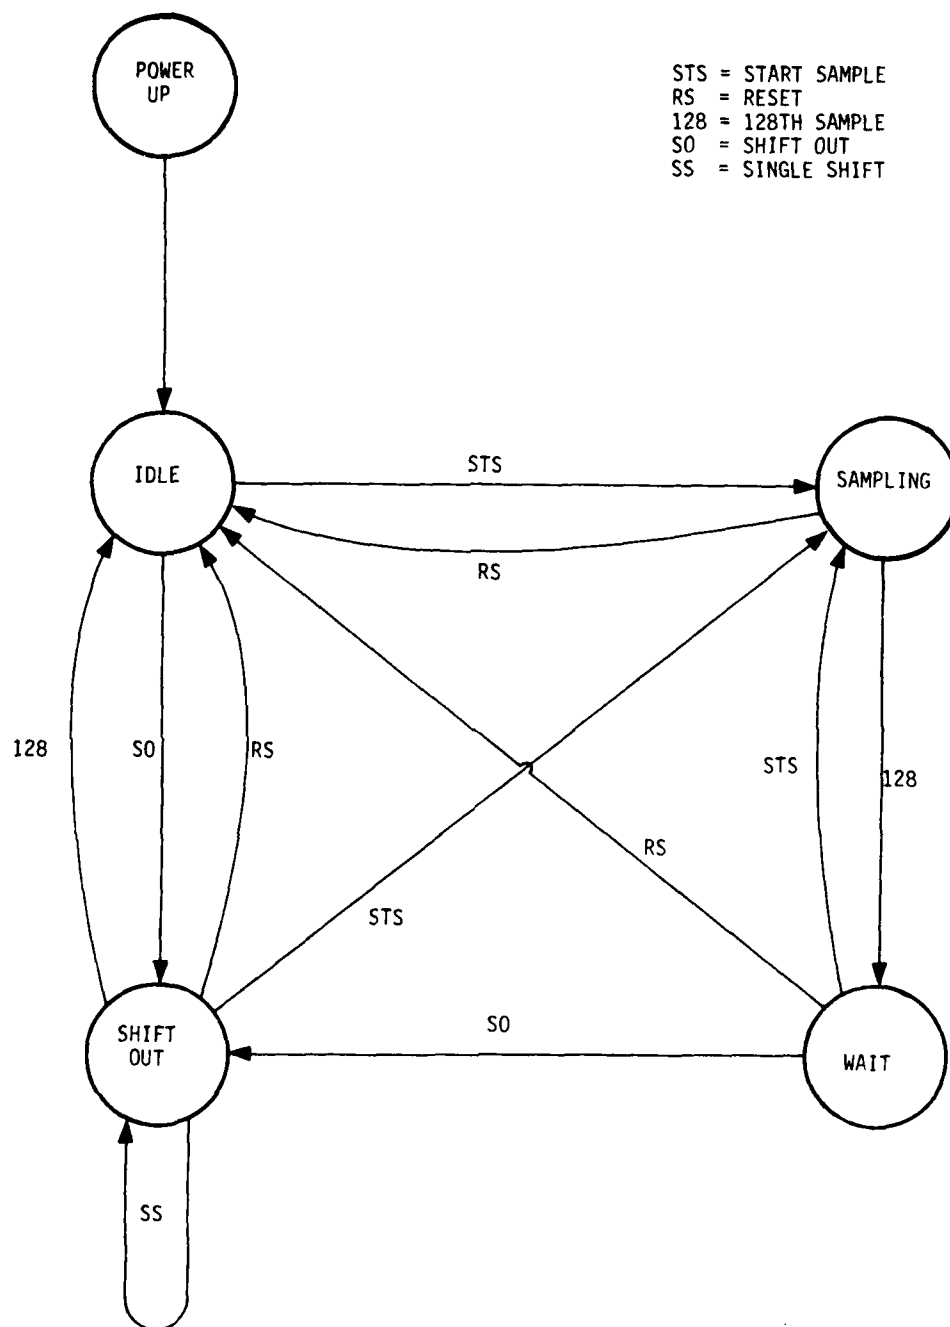 POWER
UP
STS = START SAMPLE
RS = RESET
128 = 128TH SAMPLE
SO = SHIFT OUT
SS = SINGLE SHIFT
IDLE
STS
SAMPLING
RS
128
SO
RS
STS
128
RS
STS
SO
SHIFT
OUT
WAIT
SS